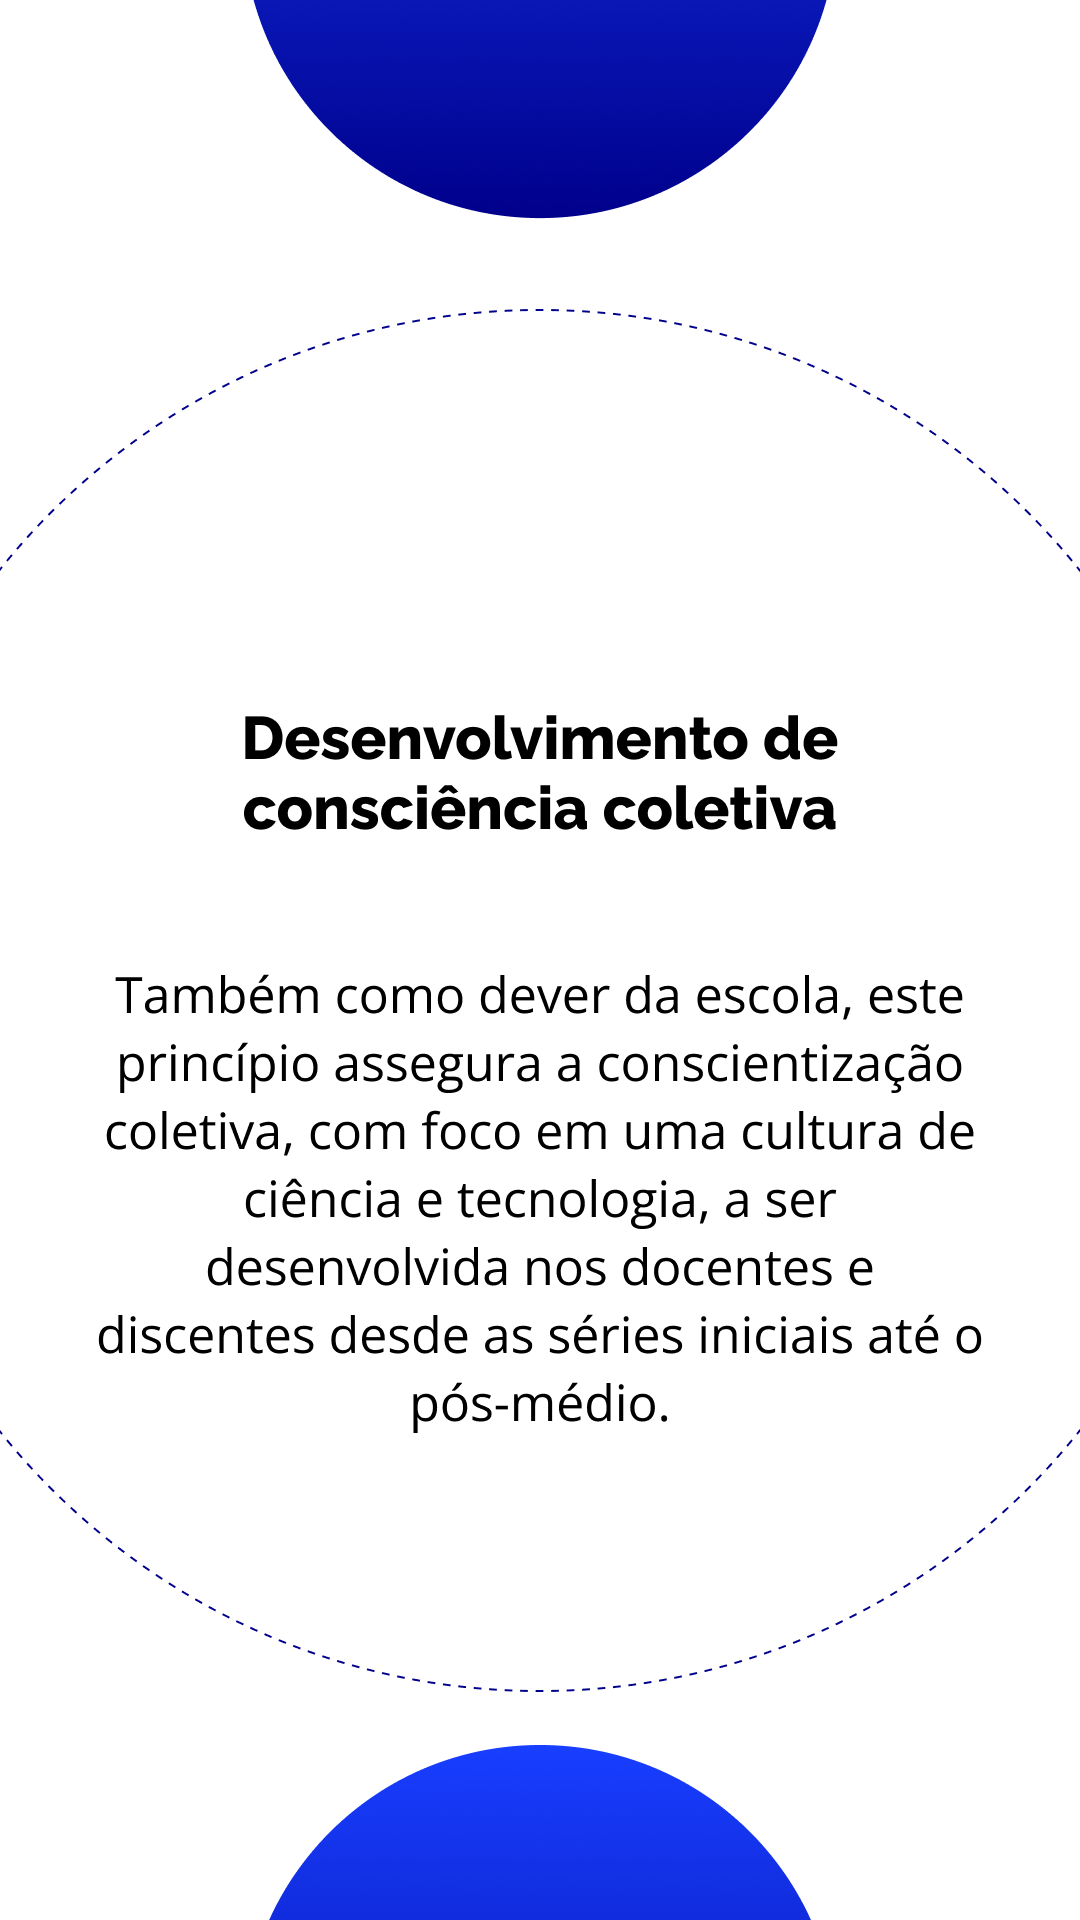 Desenvolvimento de
consciência coletiva
Também como dever da escola, este
princípio assegura a conscientização
coletiva, com foco em uma cultura de
ciência e tecnologia, a ser
desenvolvida nos docentes e
discentes desde as séries iniciais até o
pós-médio.